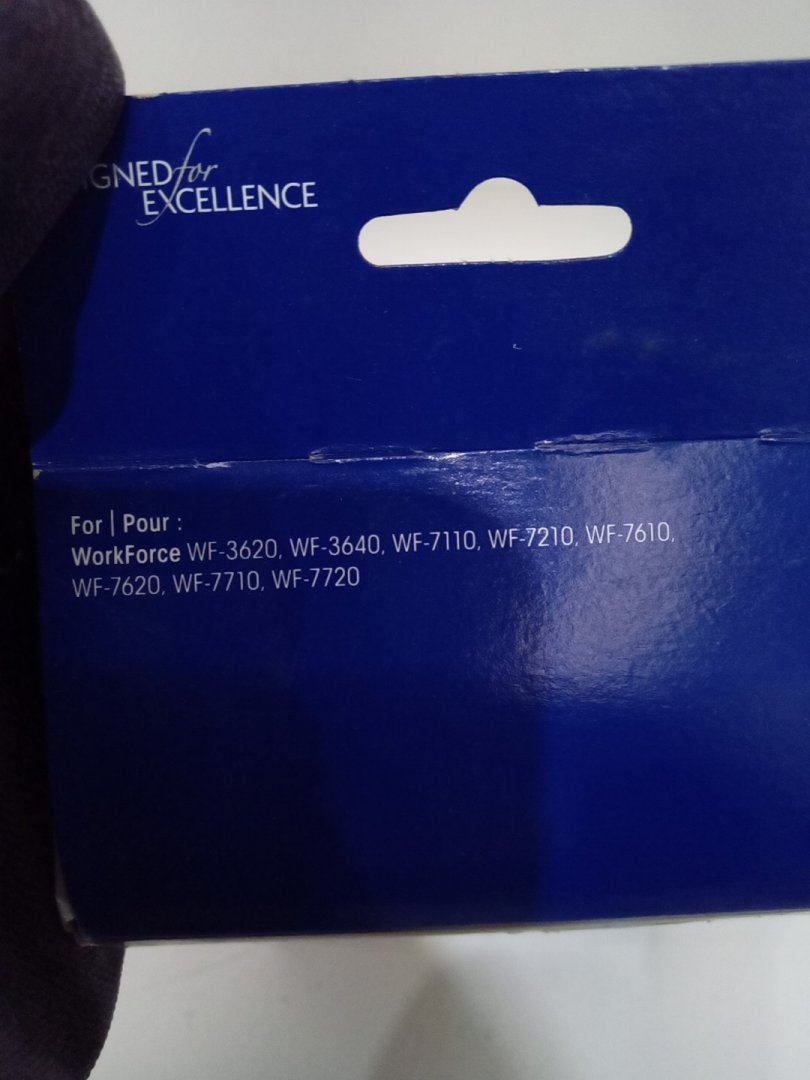 for
EXCELLENCE
For | Pour :
WorkForce WF-3620, WF-3640, WF-7110, WF-7210, WF-7610,
WF-7620, WF-7710, WF-7720